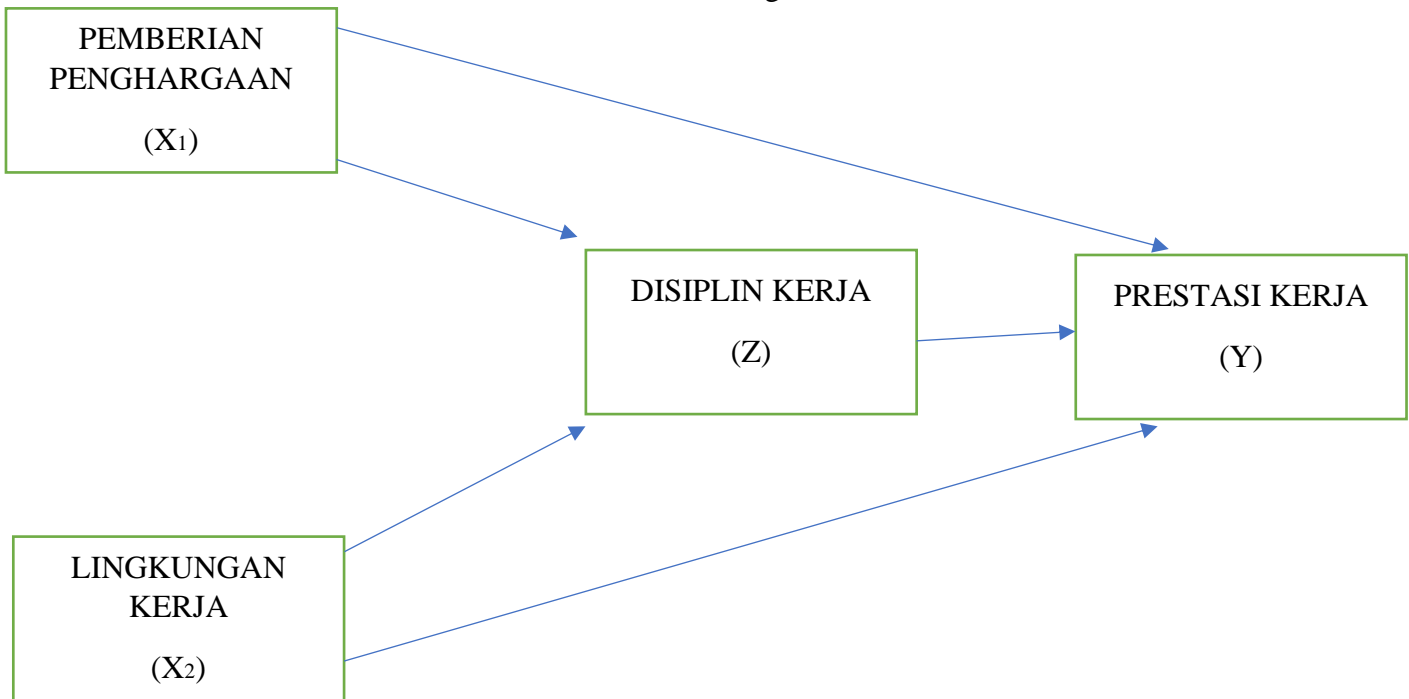 PEMBERIAN
PENGHARGAAN
(X1)
DISIPLIN KERJA
(Z)
PRESTASI KERJA
(Y)
LINGKUNGAN
KERJA
(X2)